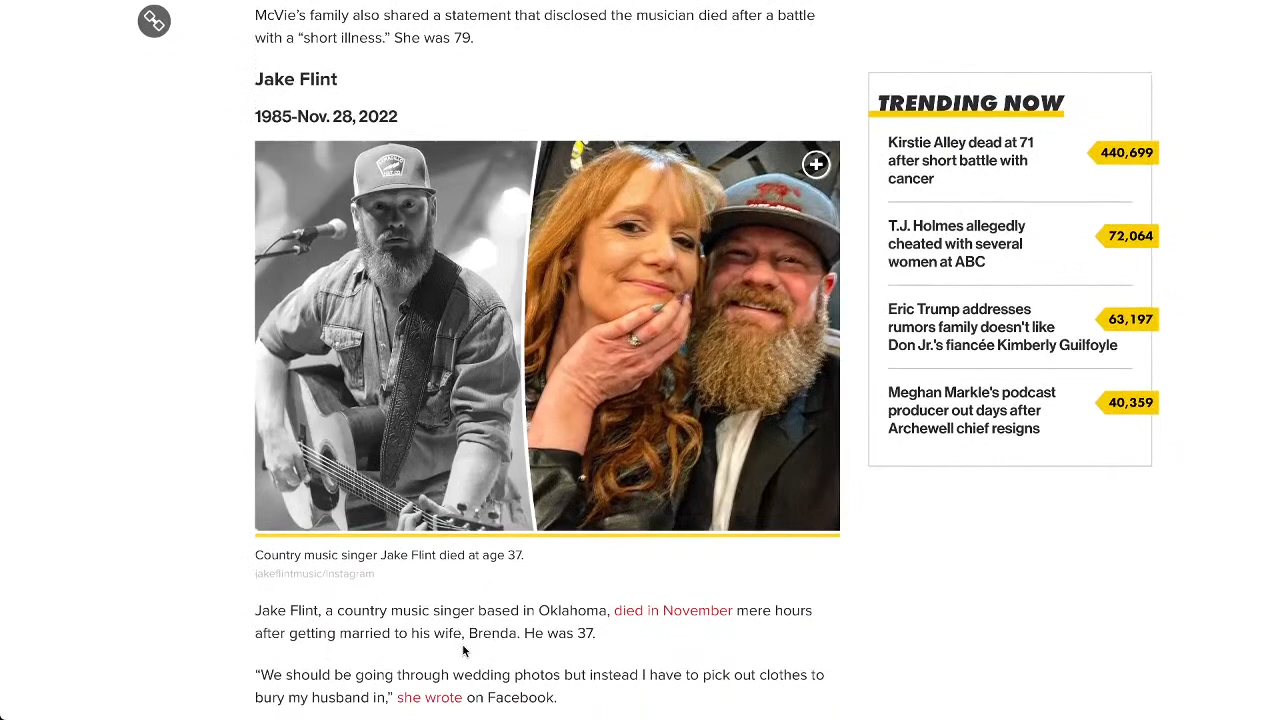 McVie’s family also shared a statement that disclosed the musician died after a battle
with a “short illness.” She was 79.
Jake Flint
1985-Nov. 28, 2022
Country music singer Jake Flint died at age 37.
jakeflintmusic/Instagram
Jake Flint, a country music singer based in Oklahoma, died in November mere hours
after getting married to his wife, Brenda. He was 37.
“We should be going through wedding photos but instead I have to pick out clothes to
bury my husband in,” she wrote on Facebook.
TRENDING NOW
Kirstie Alley dead at 71
after short battle with
cancer
440,699
T.J. Holmes allegedly
cheated with several
women at ABC
72,064
Eric Trump addresses
rumors family doesn't like
Don Jr.'s fiancée Kimberly Guilfoyle
63,197
Meghan Markle's podcast
producer out days after
Archewell chief resigns
40,359